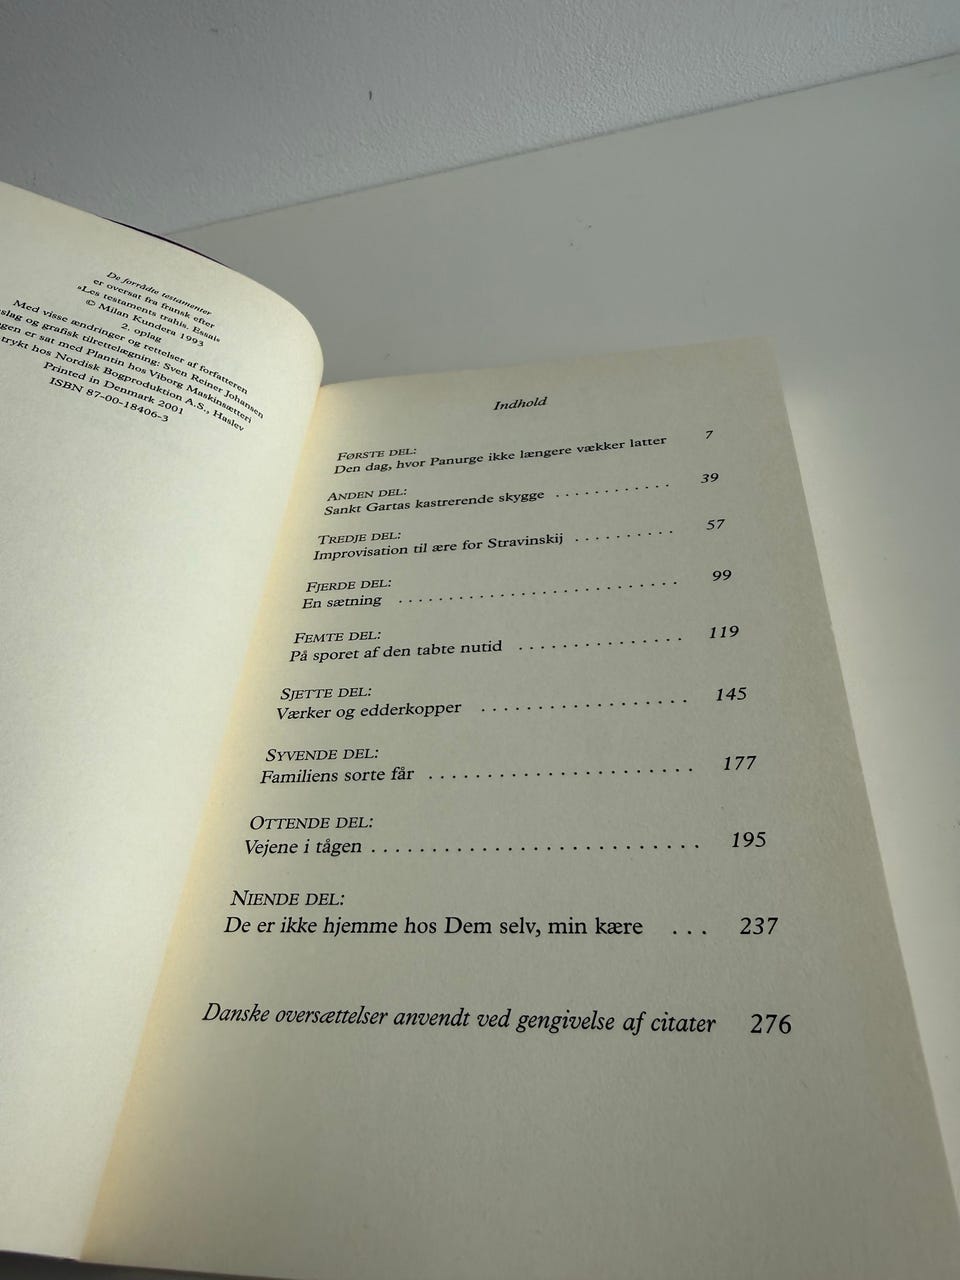 De forrådte testamenter
er oversat fra fransk efter
»Les testaments trahis. Essai«
© Milan Kundera 1993
2. oplag
Med visse ændringer og rettelser af forfatteren
slag og grafisk tilrettelægning: Sven Reiner Johansen
gen er sat med Plantin hos Viborg Maskinsætteri
trykt hos Nordisk Bogproduktion A.S., Haslev
Printed in Denmark 2001
ISBN 87-00-18406-3
Indhold
FØRSTE DEL:
Den dag, hvor Panurge ikke længere vækker latter 7
ANDEN DEL:
Sankt Gartas kastrerende skygge . . . . . . . . . . . . 39
TREDJE DEL:
Improvisation til ære for Stravinskij . . . . . . . . . . 57
FJERDE DEL:
En sætning . . . . . . . . . . . . . . . . . . . . . . . . 99
FEMTE DEL:
På sporet af den tabte nutid . . . . . . . . . . . . . . 119
SJETTE DEL:
Værker og edderkopper . . . . . . . . . . . . . . . . . 145
SYVENDE DEL:
Familiens sorte får . . . . . . . . . . . . . . . . . . . . . 177
OTTENDE DEL:
Vejene i tågen . . . . . . . . . . . . . . . . . . . . . . . . . . . 195
NIENDE DEL:
De er ikke hjemme hos Dem selv, min kære . . . 237
Danske oversættelser anvendt ved gengivelse af citater 276